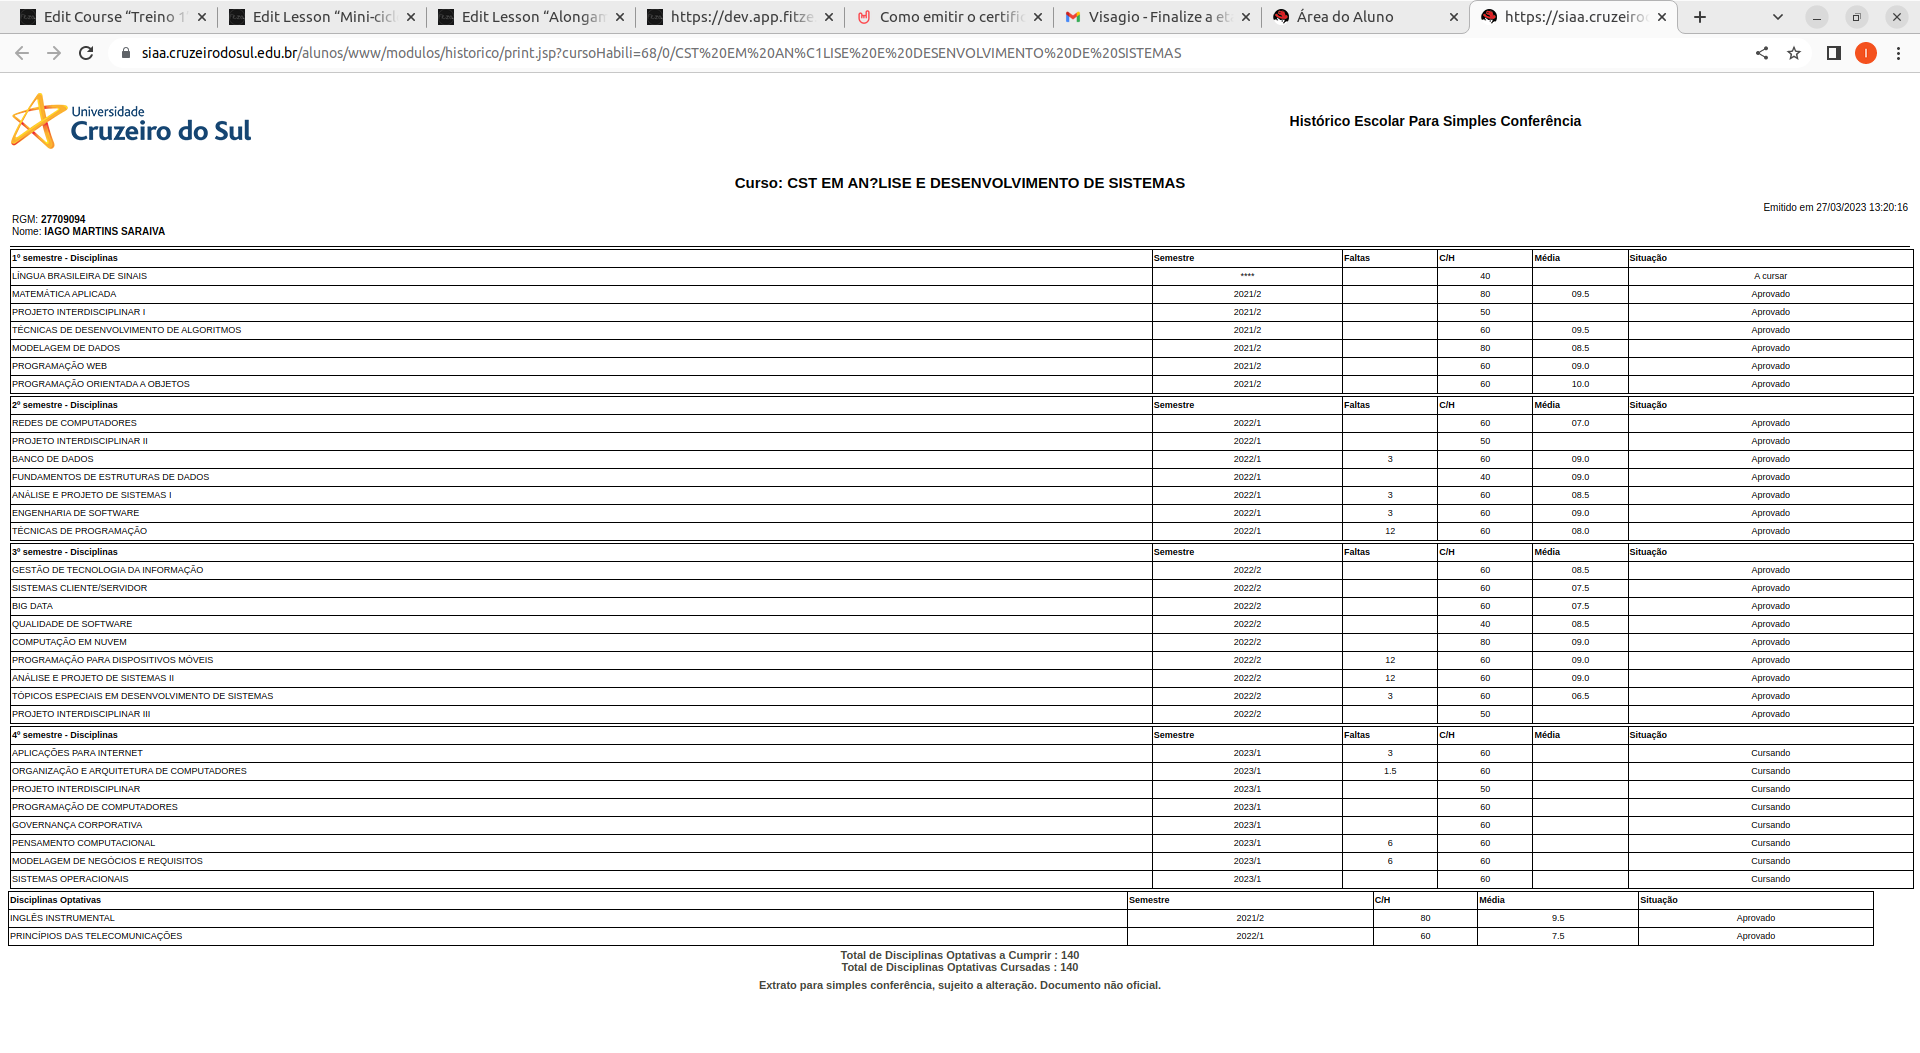 Edit Course “Treino 1
Edit Lesson “Mini-cicl
Edit Lesson “Alongam
https://dev.app.fitze
Como emitir o certific
Visagio - Finalize a et
Área do Aluno
https://siaa.cruzeiro
siaa.cruzeirodosul.edu.br/alunos/www/modulos/historico/print.jsp?cursoHabili=68/0/CST%20EM%20AN%C1LISE%20E%20DESENVOLVIMENTO%20DE%20SISTEMAS
I
Universidade
Cruzeiro do Sul
Histórico Escolar Para Simples Conferência
Curso: CST EM AN?LISE E DESENVOLVIMENTO DE SISTEMAS
Emitido em 27/03/2023 13:20:16
RGM: 27709094
Nome: IAGO MARTINS SARAIVA
1º semestre - Disciplinas Semestre Faltas C/H Média Situação
LÍNGUA BRASILEIRA DE SINAIS **** 40 A cursar
MATEMÁTICA APLICADA 2021/2 80 09.5 Aprovado
PROJETO INTERDISCIPLINAR I 2021/2 50 Aprovado
TÉCNICAS DE DESENVOLVIMENTO DE ALGORITMOS 2021/2 60 09.5 Aprovado
MODELAGEM DE DADOS 2021/2 80 08.5 Aprovado
PROGRAMAÇÃO WEB 2021/2 60 09.0 Aprovado
PROGRAMAÇÃO ORIENTADA A OBJETOS 2021/2 60 10.0 Aprovado
2º semestre - Disciplinas Semestre Faltas C/H Média Situação
REDES DE COMPUTADORES 2022/1 60 07.0 Aprovado
PROJETO INTERDISCIPLINAR II 2022/1 50 Aprovado
BANCO DE DADOS 2022/1 3 60 09.0 Aprovado
FUNDAMENTOS DE ESTRUTURAS DE DADOS 2022/1 40 09.0 Aprovado
ANÁLISE E PROJETO DE SISTEMAS I 2022/1 3 60 08.5 Aprovado
ENGENHARIA DE SOFTWARE 2022/1 3 60 09.0 Aprovado
TÉCNICAS DE PROGRAMAÇÃO 2022/1 12 60 08.0 Aprovado
3º semestre - Disciplinas Semestre Faltas C/H Média Situação
GESTÃO DE TECNOLOGIA DA INFORMAÇÃO 2022/2 60 08.5 Aprovado
SISTEMAS CLIENTE/SERVIDOR 2022/2 60 07.5 Aprovado
BIG DATA 2022/2 60 07.5 Aprovado
QUALIDADE DE SOFTWARE 2022/2 40 08.5 Aprovado
COMPUTAÇÃO EM NUVEM 2022/2 80 09.0 Aprovado
PROGRAMAÇÃO PARA DISPOSITIVOS MÓVEIS 2022/2 12 60 09.0 Aprovado
ANÁLISE E PROJETO DE SISTEMAS II 2022/2 12 60 09.0 Aprovado
TÓPICOS ESPECIAIS EM DESENVOLVIMENTO DE SISTEMAS 2022/2 3 60 06.5 Aprovado
PROJETO INTERDISCIPLINAR III 2022/2 50 Aprovado
4º semestre - Disciplinas Semestre Faltas C/H Média Situação
APLICAÇÕES PARA INTERNET 2023/1 3 60 Cursando
ORGANIZAÇÃO E ARQUITETURA DE COMPUTADORES 2023/1 1.5 60 Cursando
PROJETO INTERDISCIPLINAR 2023/1 50 Cursando
PROGRAMAÇÃO DE COMPUTADORES 2023/1 60 Cursando
GOVERNANÇA CORPORATIVA 2023/1 60 Cursando
PENSAMENTO COMPUTACIONAL 2023/1 6 60 Cursando
MODELAGEM DE NEGÓCIOS E REQUISITOS 2023/1 6 60 Cursando
SISTEMAS OPERACIONAIS 2023/1 60 Cursando
Disciplinas Optativas Semestre C/H Média Situação
INGLÊS INSTRUMENTAL 2021/2 80 9.5 Aprovado
PRINCÍPIOS DAS TELECOMUNICAÇÕES 2022/1 60 7.5 Aprovado
Total de Disciplinas Optativas a Cumprir : 140
Total de Disciplinas Optativas Cursadas : 140
Extrato para simples conferência, sujeito a alteração. Documento não oficial.